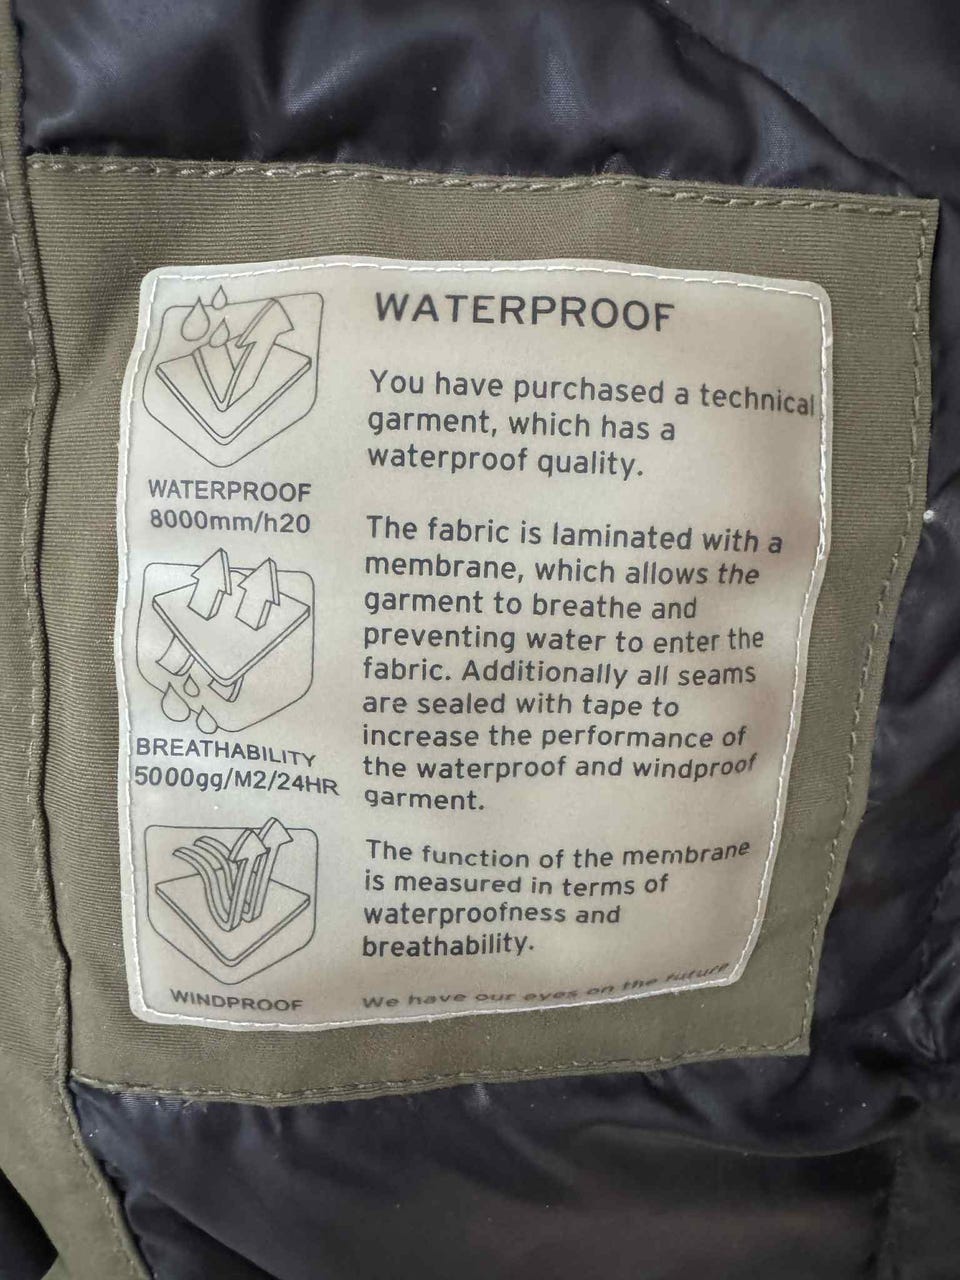 WATERPROOF
8000mm/h20
BREATHABILITY
5000gg/M2/24HR
WINDPROOF
WATERPROOF
You have purchased a technical
garment, which has a
waterproof quality.
The fabric is laminated with a
membrane, which allows the
garment to breathe and
preventing water to enter the
fabric. Additionally all seams
are sealed with tape to
increase the performance of
the waterproof and windproof
garment.
The function of the membrane
is measured in terms of
waterproofness and
breathability.
We have our eyes on the future